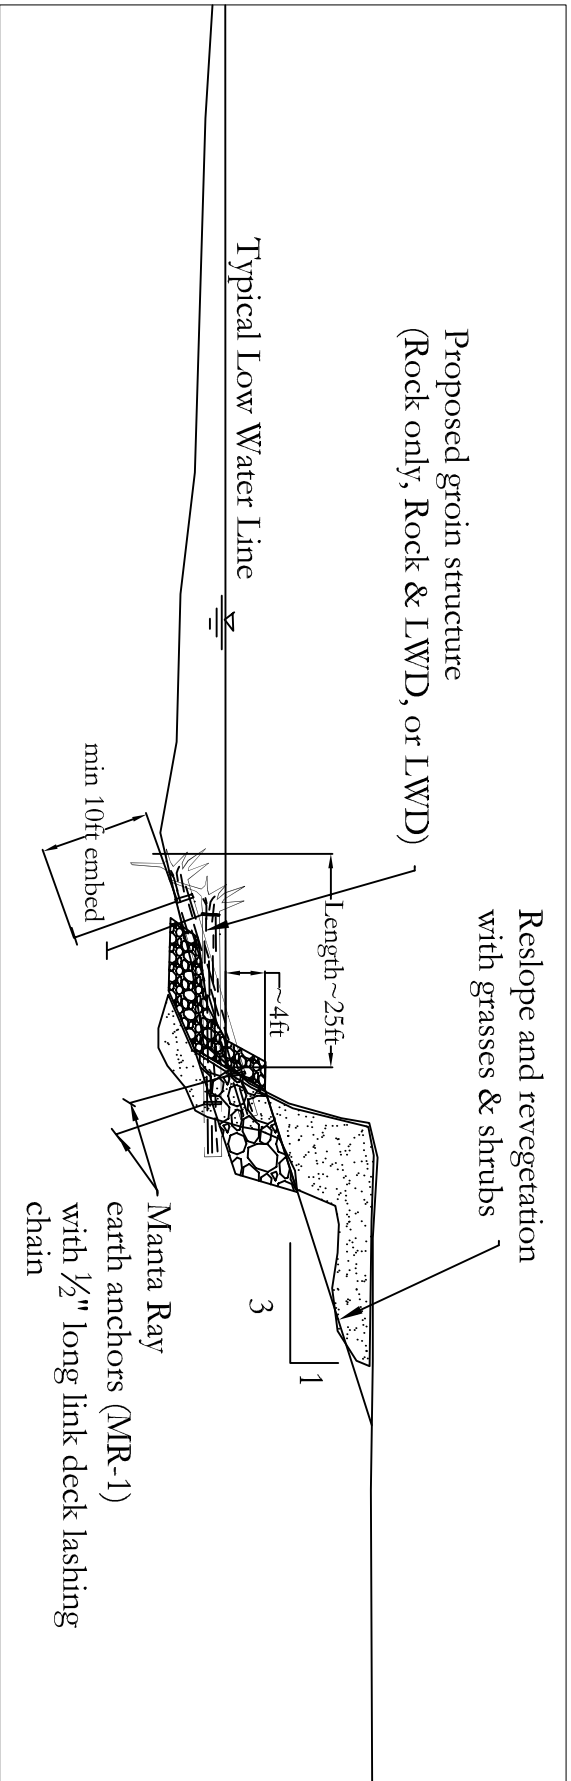 Proposed groin structure
(Rock only, Rock & LWD, or LWD)
Reslope and revegetation
with grasses & shrubs
Typical Low Water Line
Length~25ft
~4ft
min 10ft embed
3
1
Manta Ray
earth anchors (MR-1)
with ½" long link deck lashing
chain